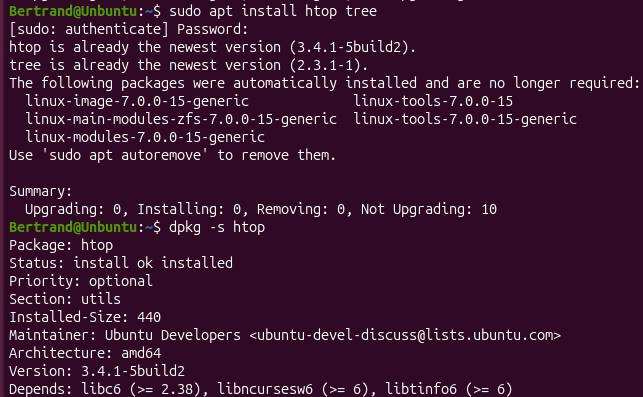 Bertrand@Unbuntu:~$ sudo apt install htop tree
[sudo: authenticate] Password:
htop is already the newest version (3.4.1-5build2).
tree is already the newest version (2.3.1-1).
The following packages were automatically installed and are no longer required:
  linux-image-7.0.0-15-generic             linux-tools-7.0.0-15
  linux-main-modules-zfs-7.0.0-15-generic  linux-tools-7.0.0-15-generic
  linux-modules-7.0.0-15-generic
Use 'sudo apt autoremove' to remove them.

Summary:
  Upgrading: 0, Installing: 0, Removing: 0, Not Upgrading: 10
Bertrand@Unbuntu:~$ dpkg -s htop
Package: htop
Status: install ok installed
Priority: optional
Section: utils
Installed-Size: 440
Maintainer: Ubuntu Developers <ubuntu-devel-discuss@lists.ubuntu.com>
Architecture: amd64
Version: 3.4.1-5build2
Depends: libc6 (>= 2.38), libncursesw6 (>= 6), libtinfo6 (>= 6)